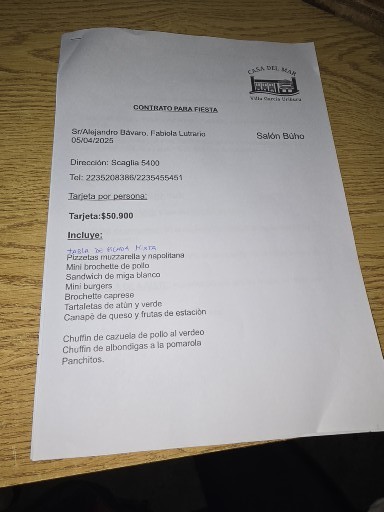 CASA DEL MAR
Villa García Uriburu
CONTRATO PARA FIESTA
Sr/Alejandro Bávaro, Fabiola Lutrario
05/04/2025
Salón Búho
Dirección: Scaglia 5400
Tel: 2235208386/2235455451
Tarjeta por persona:
Tarjeta:$50.900
Incluye:
TABLA DE PICADA MIXTA
Pizzetas muzzarella y napolitana
Mini brochette de pollo
Sandwich de miga blanco
Mini burgers
Brochette caprese
Tartaletas de atún y verde
Canapé de queso y frutas de estación
Chuffin de cazuela de pollo al verdeo
Chuffin de albondigas a la pomarola
Panchitos.